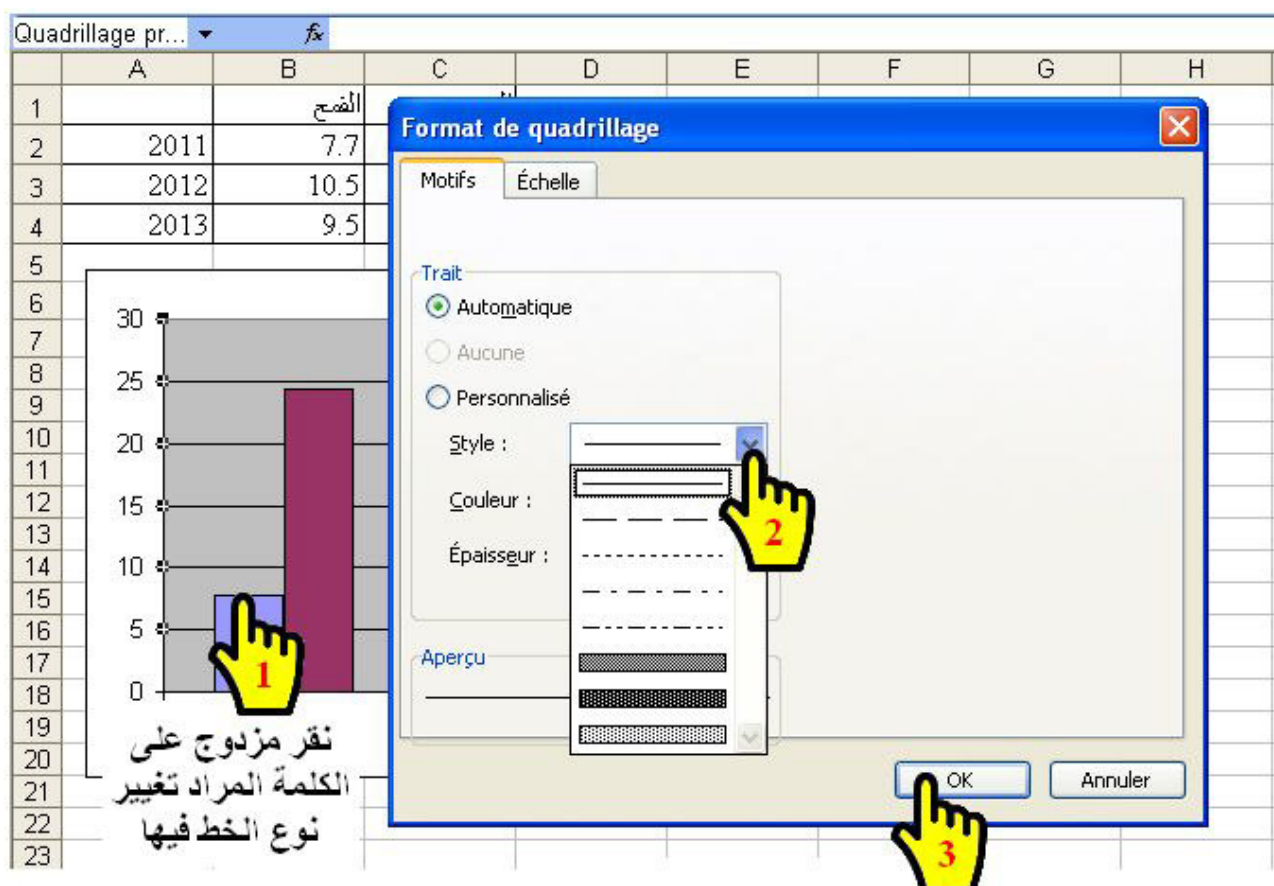 Quadrillage pr... fx
A B C D E F G H
1 القمح
2 2011 7.7
3 2012 10.5
4 2013 9.5
5
6
7
8
9
10
11
12
13
14
15
16
17
18
19
20
21
22
23
30
25
20
15
10
5
0
1
نقر مزدوج على
الكلمة المراد تغيير
نوع الخط فيها
Format de quadrillage
Motifs Échelle
Trait
Automatique
Aucune
Personnalisé
Style :
Couleur :
Épaisseur :
2
Aperçu
OK Annuler
3